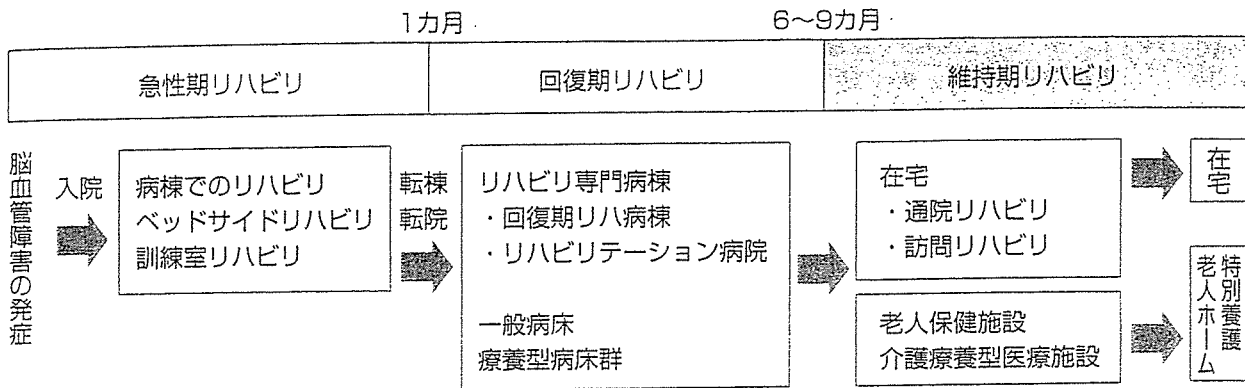 1カ月
6〜9カ月
急性期リハビリ
回復期リハビリ
維持期リハビリ
脳血管障害の発症
入院
病棟でのリハビリ
ベッドサイドリハビリ
訓練室リハビリ
転棟
転院
リハビリ専門病棟
・回復期リハ病棟
・リハビリテーション病院
一般病床
療養型病床群
在宅
・通院リハビリ
・訪問リハビリ
老人保健施設
介護療養型医療施設
在宅
特別養護
老人ホーム